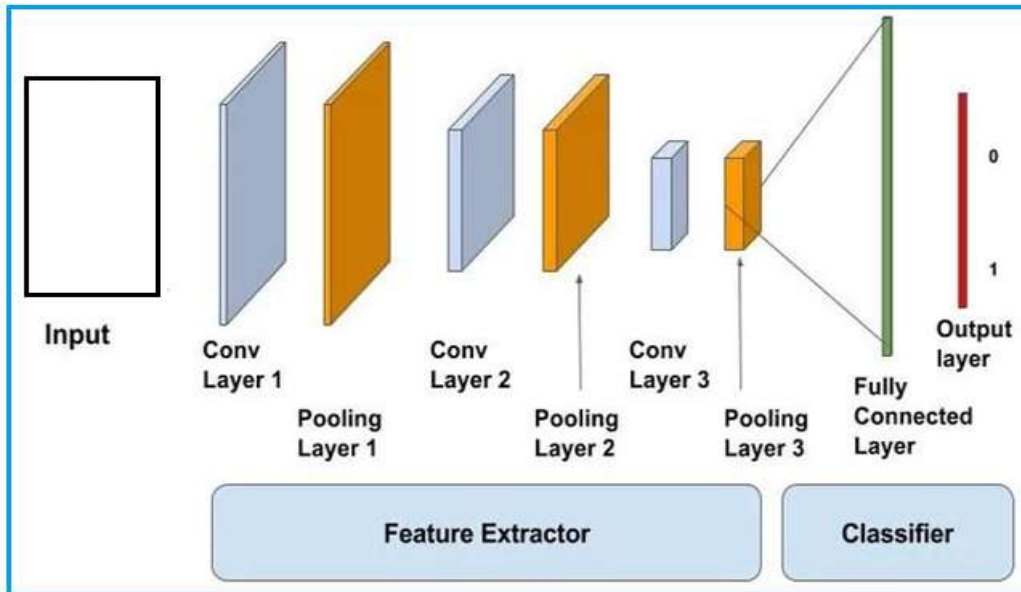 Input
Conv
Layer 1
Pooling
Layer 1
Conv
Layer 2
Pooling
Layer 2
Conv
Layer 3
Pooling
Layer 3
Fully
Connected
Layer
0
1
Output
layer
Feature Extractor
Classifier